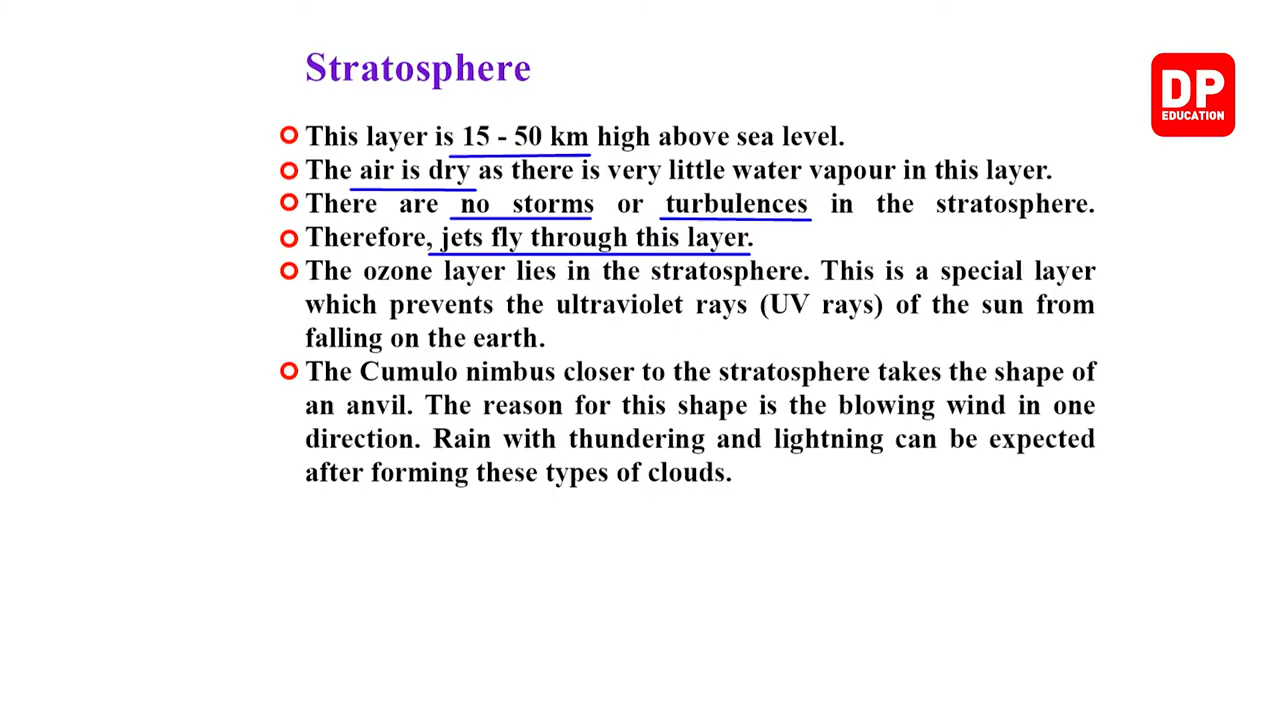 Stratosphere
DP
EDUCATION
This layer is 15 - 50 km high above sea level.
The air is dry as there is very little water vapour in this layer.
There are no storms or turbulences in the stratosphere.
Therefore, jets fly through this layer.
The ozone layer lies in the stratosphere. This is a special layer
which prevents the ultraviolet rays (UV rays) of the sun from
falling on the earth.
The Cumulo nimbus closer to the stratosphere takes the shape of
an anvil. The reason for this shape is the blowing wind in one
direction. Rain with thundering and lightning can be expected
after forming these types of clouds.